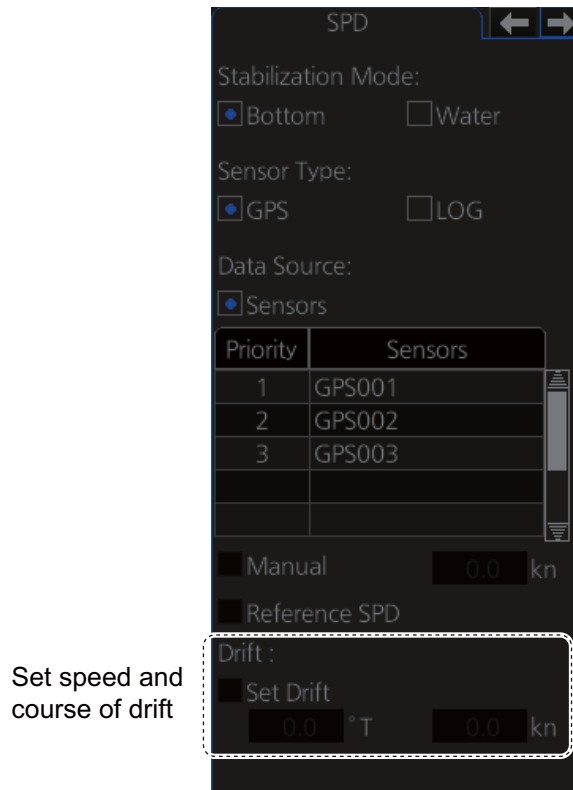 SPD
Stabilization Mode:
Bottom Water
Sensor Type:
GPS LOG
Data Source:
Sensors
Priority Sensors
1 GPS001
2 GPS002
3 GPS003
Manual 0.0 kn
Reference SPD
Drift :
Set Drift
0.0 °T 0.0 kn
Set speed and
course of drift